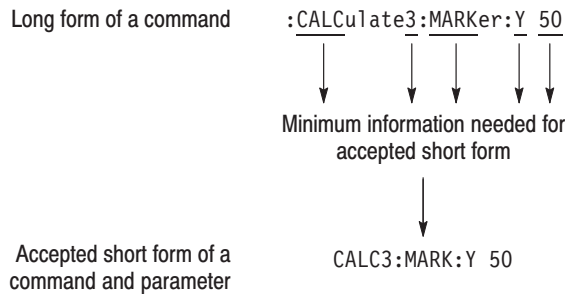 Long form of a command :CALCulate3:MARKer:Y 50
Minimum information needed for
accepted short form
Accepted short form of a CALC3:MARK:Y 50
command and parameter